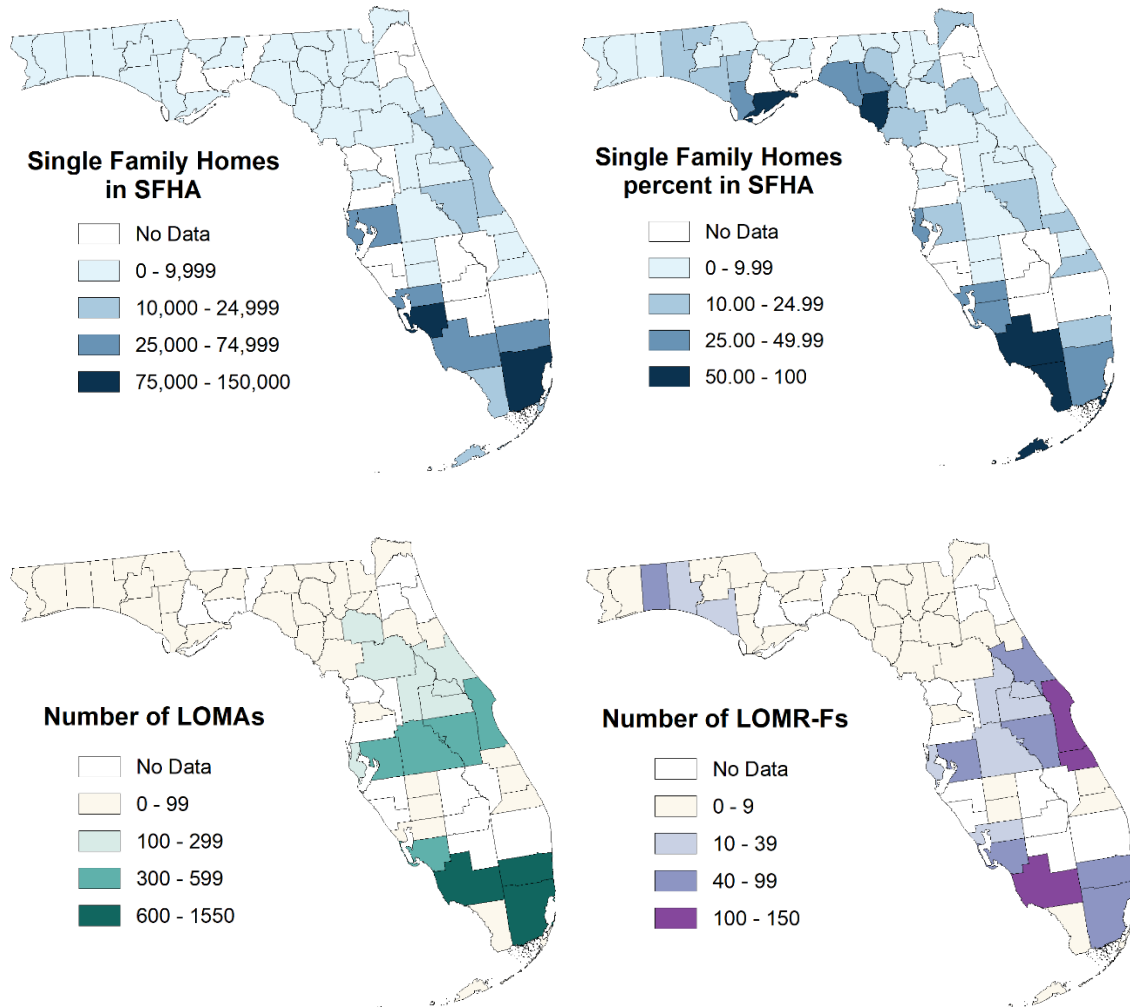 Single Family Homes
in SFHA
No Data
0 - 9,999
10,000 - 24,999
25,000 - 74,999
75,000 - 150,000
Single Family Homes
percent in SFHA
No Data
0 - 9.99
10.00 - 24.99
25.00 - 49.99
50.00 - 100
Number of LOMAs
No Data
0 - 99
100 - 299
300 - 599
600 - 1550
Number of LOMR-Fs
No Data
0 - 9
10 - 39
40 - 99
100 - 150